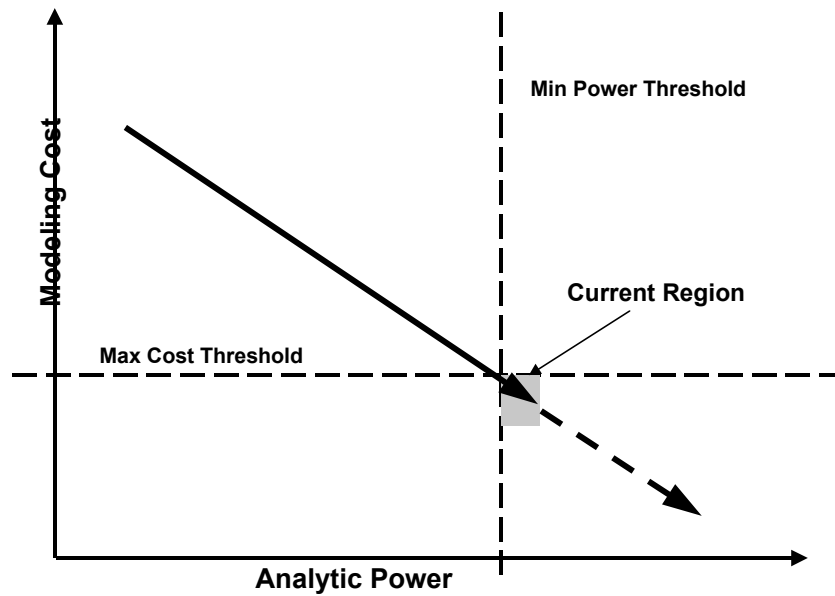 Min Power Threshold
Modeling Cost
Current Region
Max Cost Threshold
Analytic Power